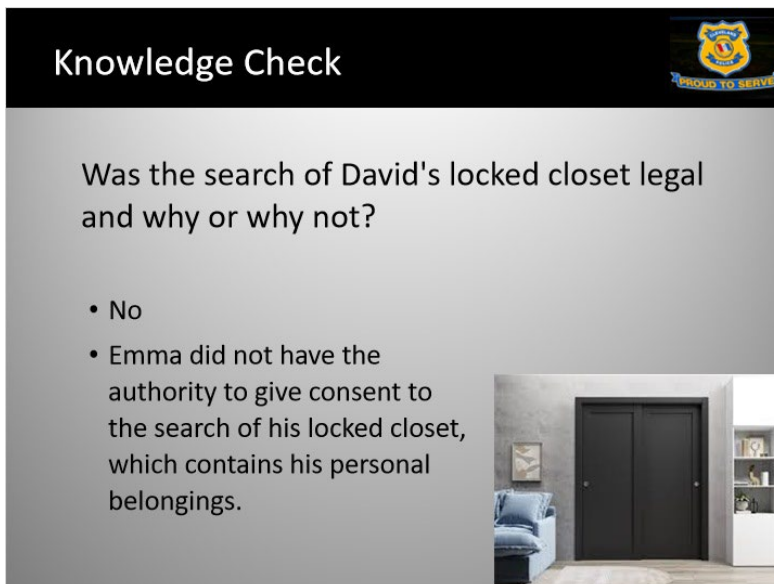 Knowledge Check
CLEVELAND
POLICE
PROUD TO SERVE
Was the search of David's locked closet legal
and why or why not?
• No
• Emma did not have the
authority to give consent to
the search of his locked closet,
which contains his personal
belongings.